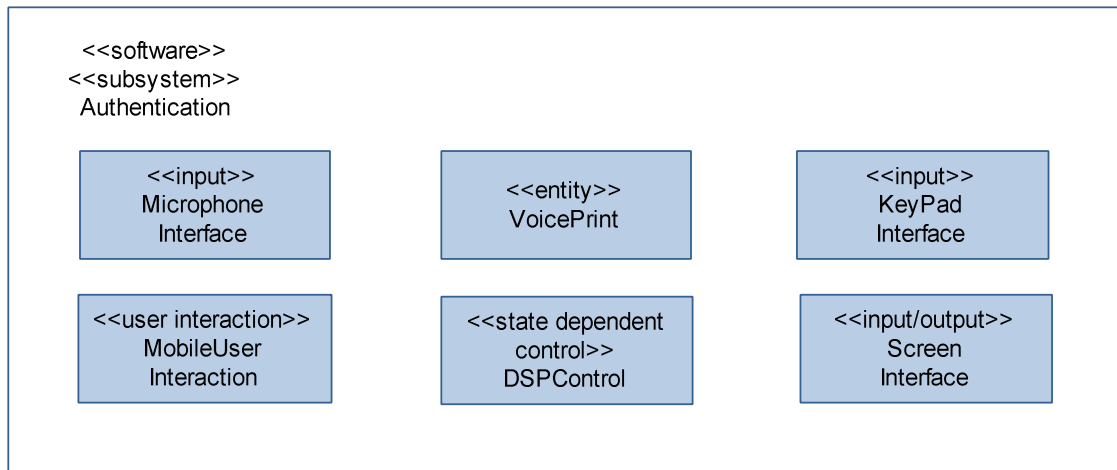 <<software>>
<<subsystem>>
Authentication
<<input>>
Microphone
Interface
<<entity>>
VoicePrint
<<input>>
KeyPad
Interface
<<user interaction>>
MobileUser
Interaction
<<state dependent
control>>
DSPControl
<<input/output>>
Screen
Interface